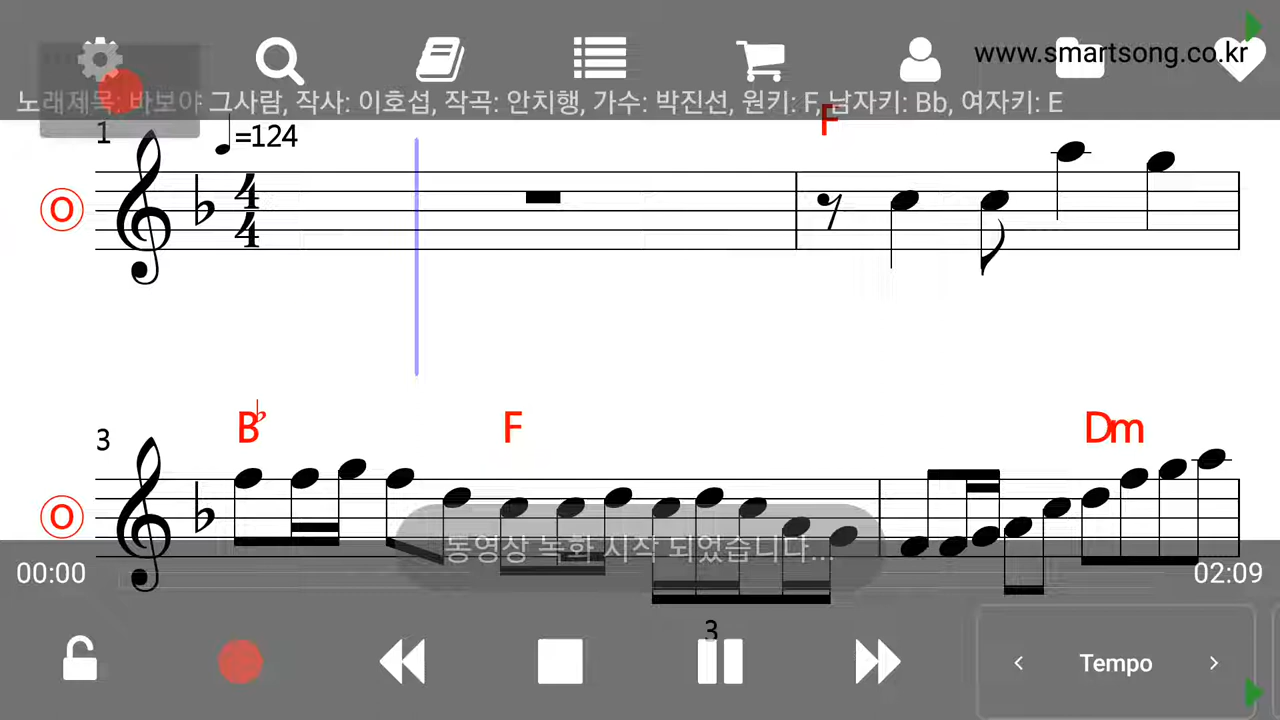 www.smartsong.co.kr
노래제목: 바보야 그사람, 작사: 이호섭, 작곡: 안치행, 가수: 박진선, 원키: F, 남자키: Bb, 여자키: E
1
=124
F
O
4
4
B♭
F
Dm
3
O
동영상 녹화 시작 되었습니다...
00:00
02:09
3
< Tempo >